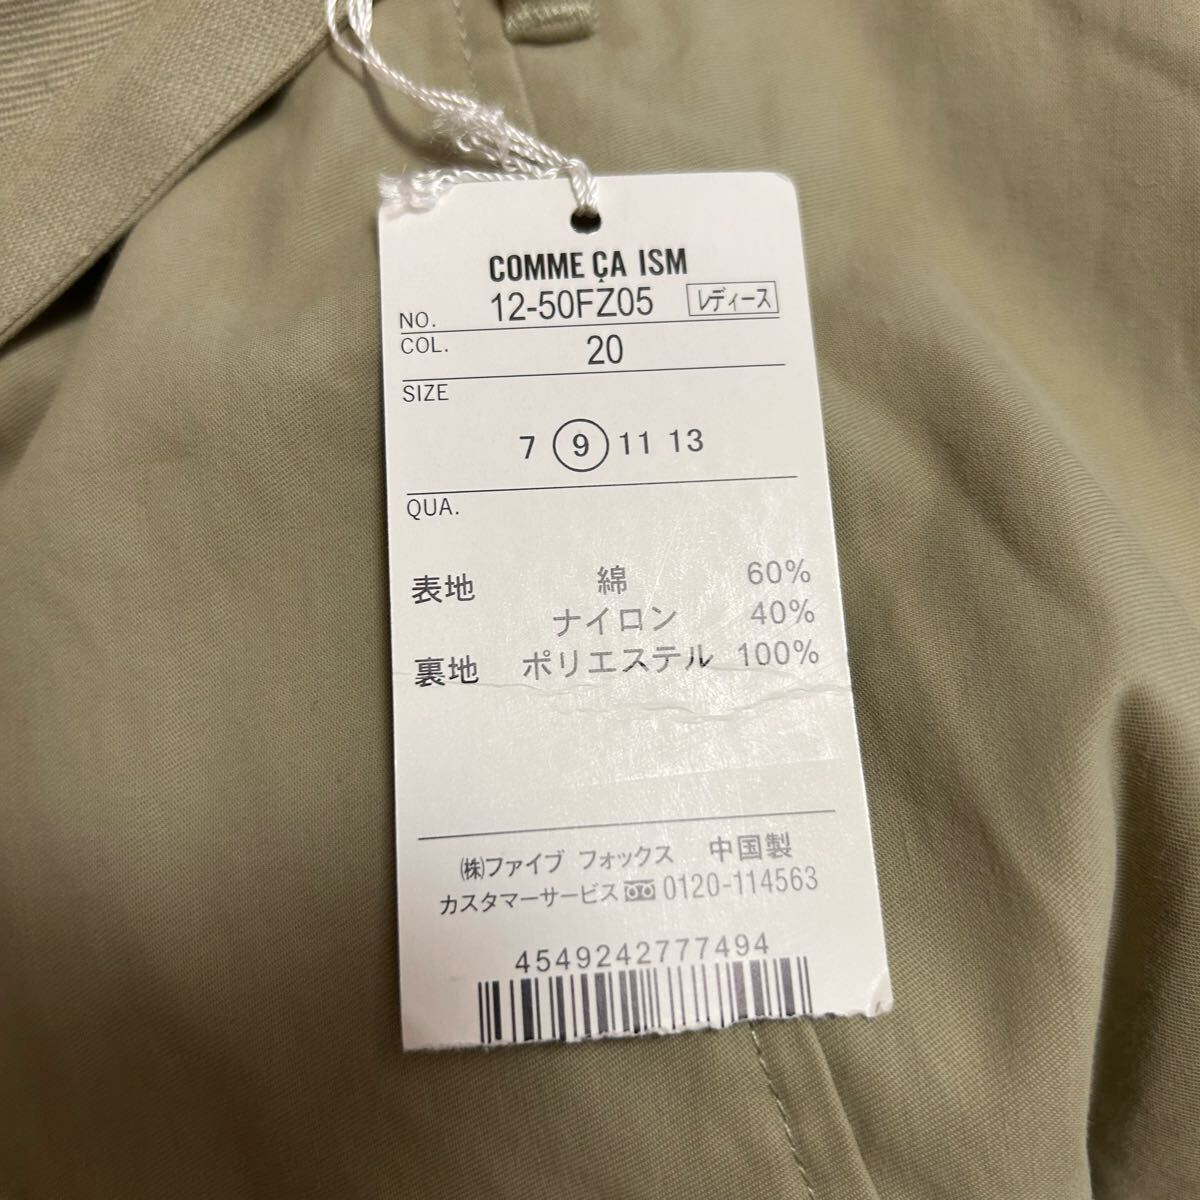 COMME ÇA ISM
NO. 12-50FZ05 レディース
COL. 20
SIZE
7 9 11 13
QUA.
表地 綿 60%
ナイロン 40%
裏地 ポリエステル 100%
㈱ファイブ フォックス 中国製
カスタマーサービス 0120-114563
4549242777494